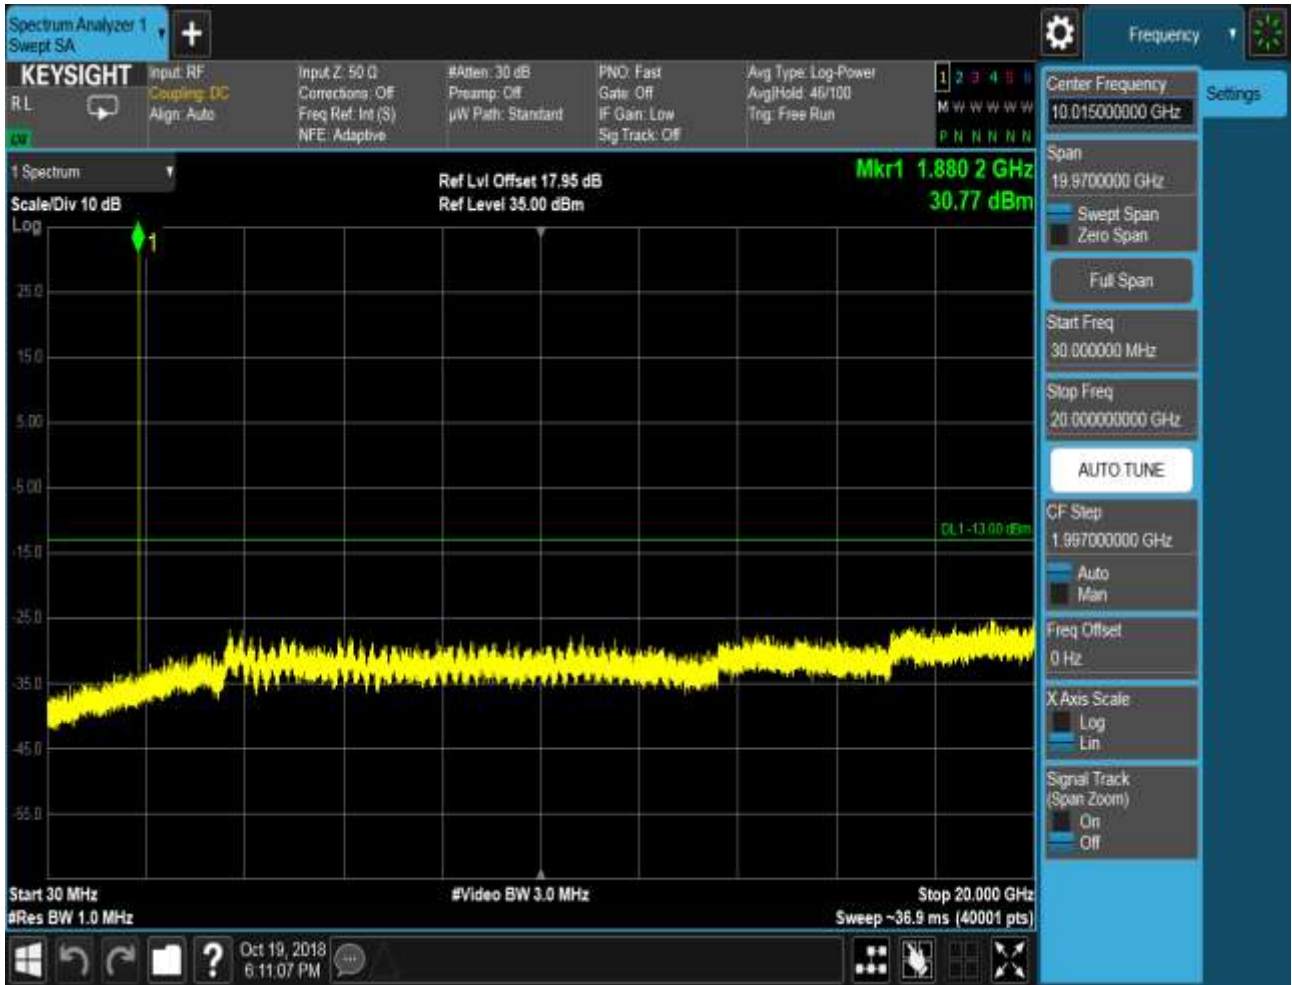 Spectrum Analyzer 1
Swept SA
Frequency
KEYSIGHT
RL
Input: RF
Coupling: DC
Align: Auto
Input Z: 50 Ω
Corrections: Off
Freq Ref: Int (S)
NFE: Adaptive
#Atten: 30 dB
Preamp: Off
µW Path: Standard
PNO: Fast
Gate: Off
IF Gain: Low
Sig Track: Off
Avg Type: Log-Power
Avg|Hold: 46/100
Trig: Free Run
1 2 3 4 5 6
M W W W W W
P N N N N N
1 Spectrum
Scale/Div 10 dB
Log
Ref Lvl Offset 17.95 dB
Ref Level 35.00 dBm
Mkr1 1.880 2 GHz
30.77 dBm
1
25.0
15.0
5.00
-5.00
-15.0
-25.0
-35.0
-45.0
-55.0
DL1 -13.00 dBm
Start 30 MHz
#Res BW 1.0 MHz
#Video BW 3.0 MHz
Stop 20.000 GHz
Sweep ~36.9 ms (40001 pts)
Center Frequency
10.015000000 GHz
Settings
Span
19.9700000 GHz
Swept Span
Zero Span
Full Span
Start Freq
30.000000 MHz
Stop Freq
20.000000000 GHz
AUTO TUNE
CF Step
1.997000000 GHz
Auto
Man
Freq Offset
0 Hz
X Axis Scale
Log
Lin
Signal Track
(Span Zoom)
On
Off
?
Oct 19, 2018
6:11:07 PM